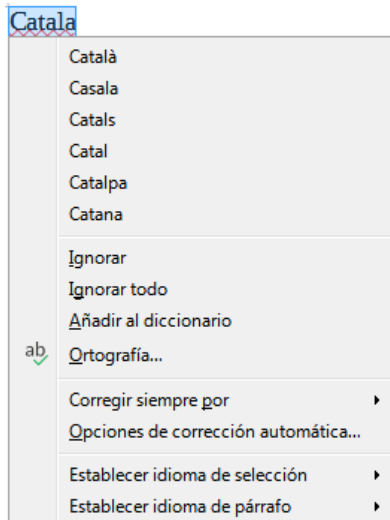 Catala
Català
Casala
Catals
Catal
Catalpa
Catana
Ignorar
Ignorar todo
Añadir al diccionario
ab
Ortografía...
Corregir siempre por
Opciones de corrección automática...
Establecer idioma de selección
Establecer idioma de párrafo